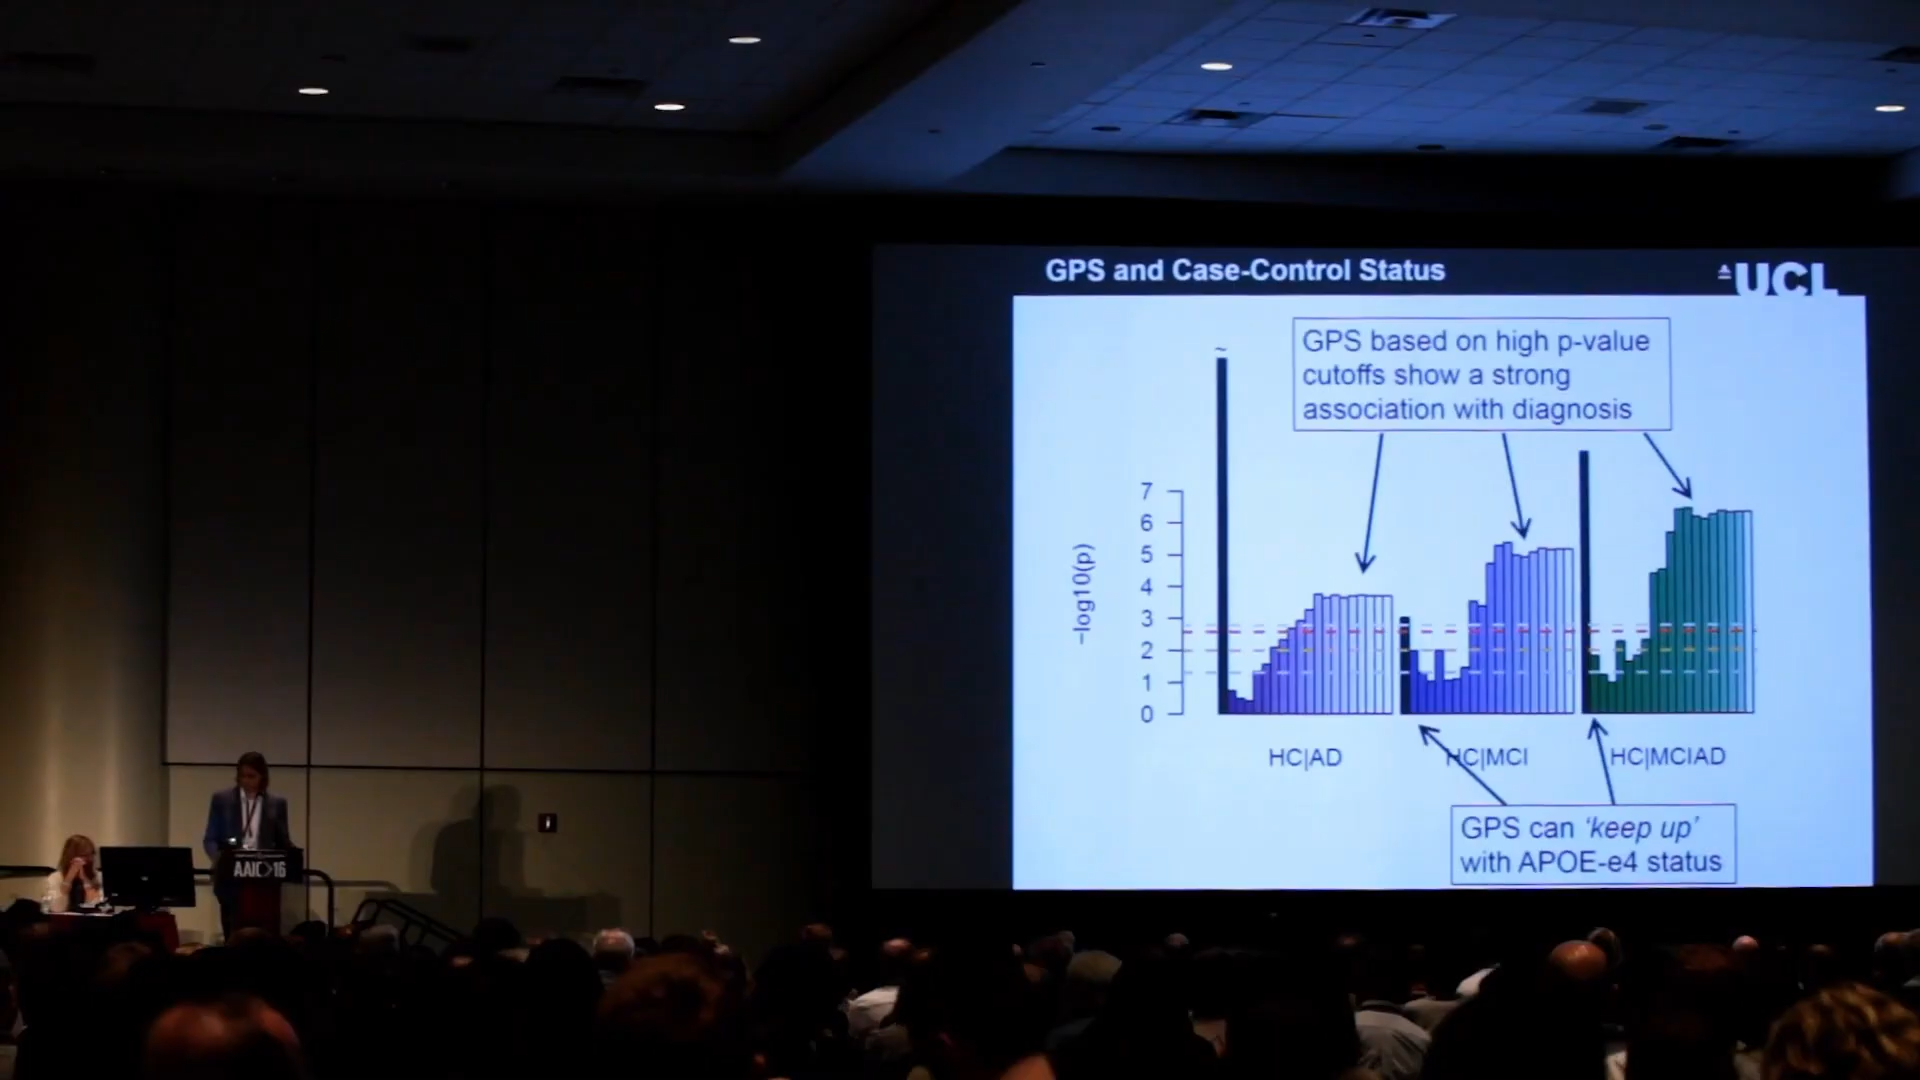 GPS and Case-Control Status
UCL
GPS based on high p-value
cutoffs show a strong
association with diagnosis
~
7
6
5
4
3
2
1
0
-log10(p)
HC|AD
HC|MCI
HC|MCIAD
GPS can 'keep up'
with APOE-e4 status
AAIC>16